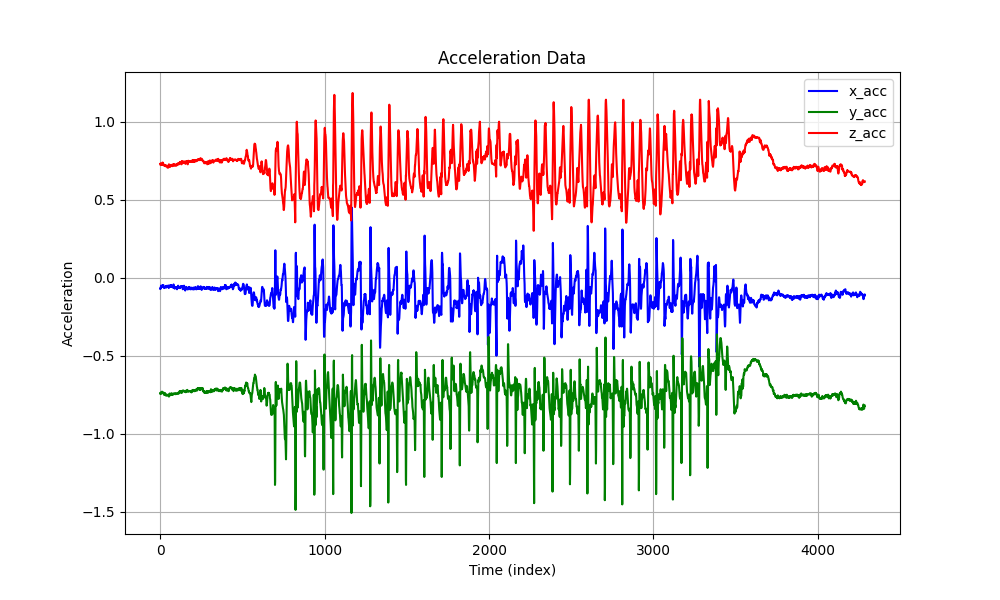 Acceleration Data
x_acc
y_acc
z_acc
1.0
0.5
0.0
−0.5
−1.0
−1.5
Acceleration
0 1000 2000 3000 4000
Time (index)